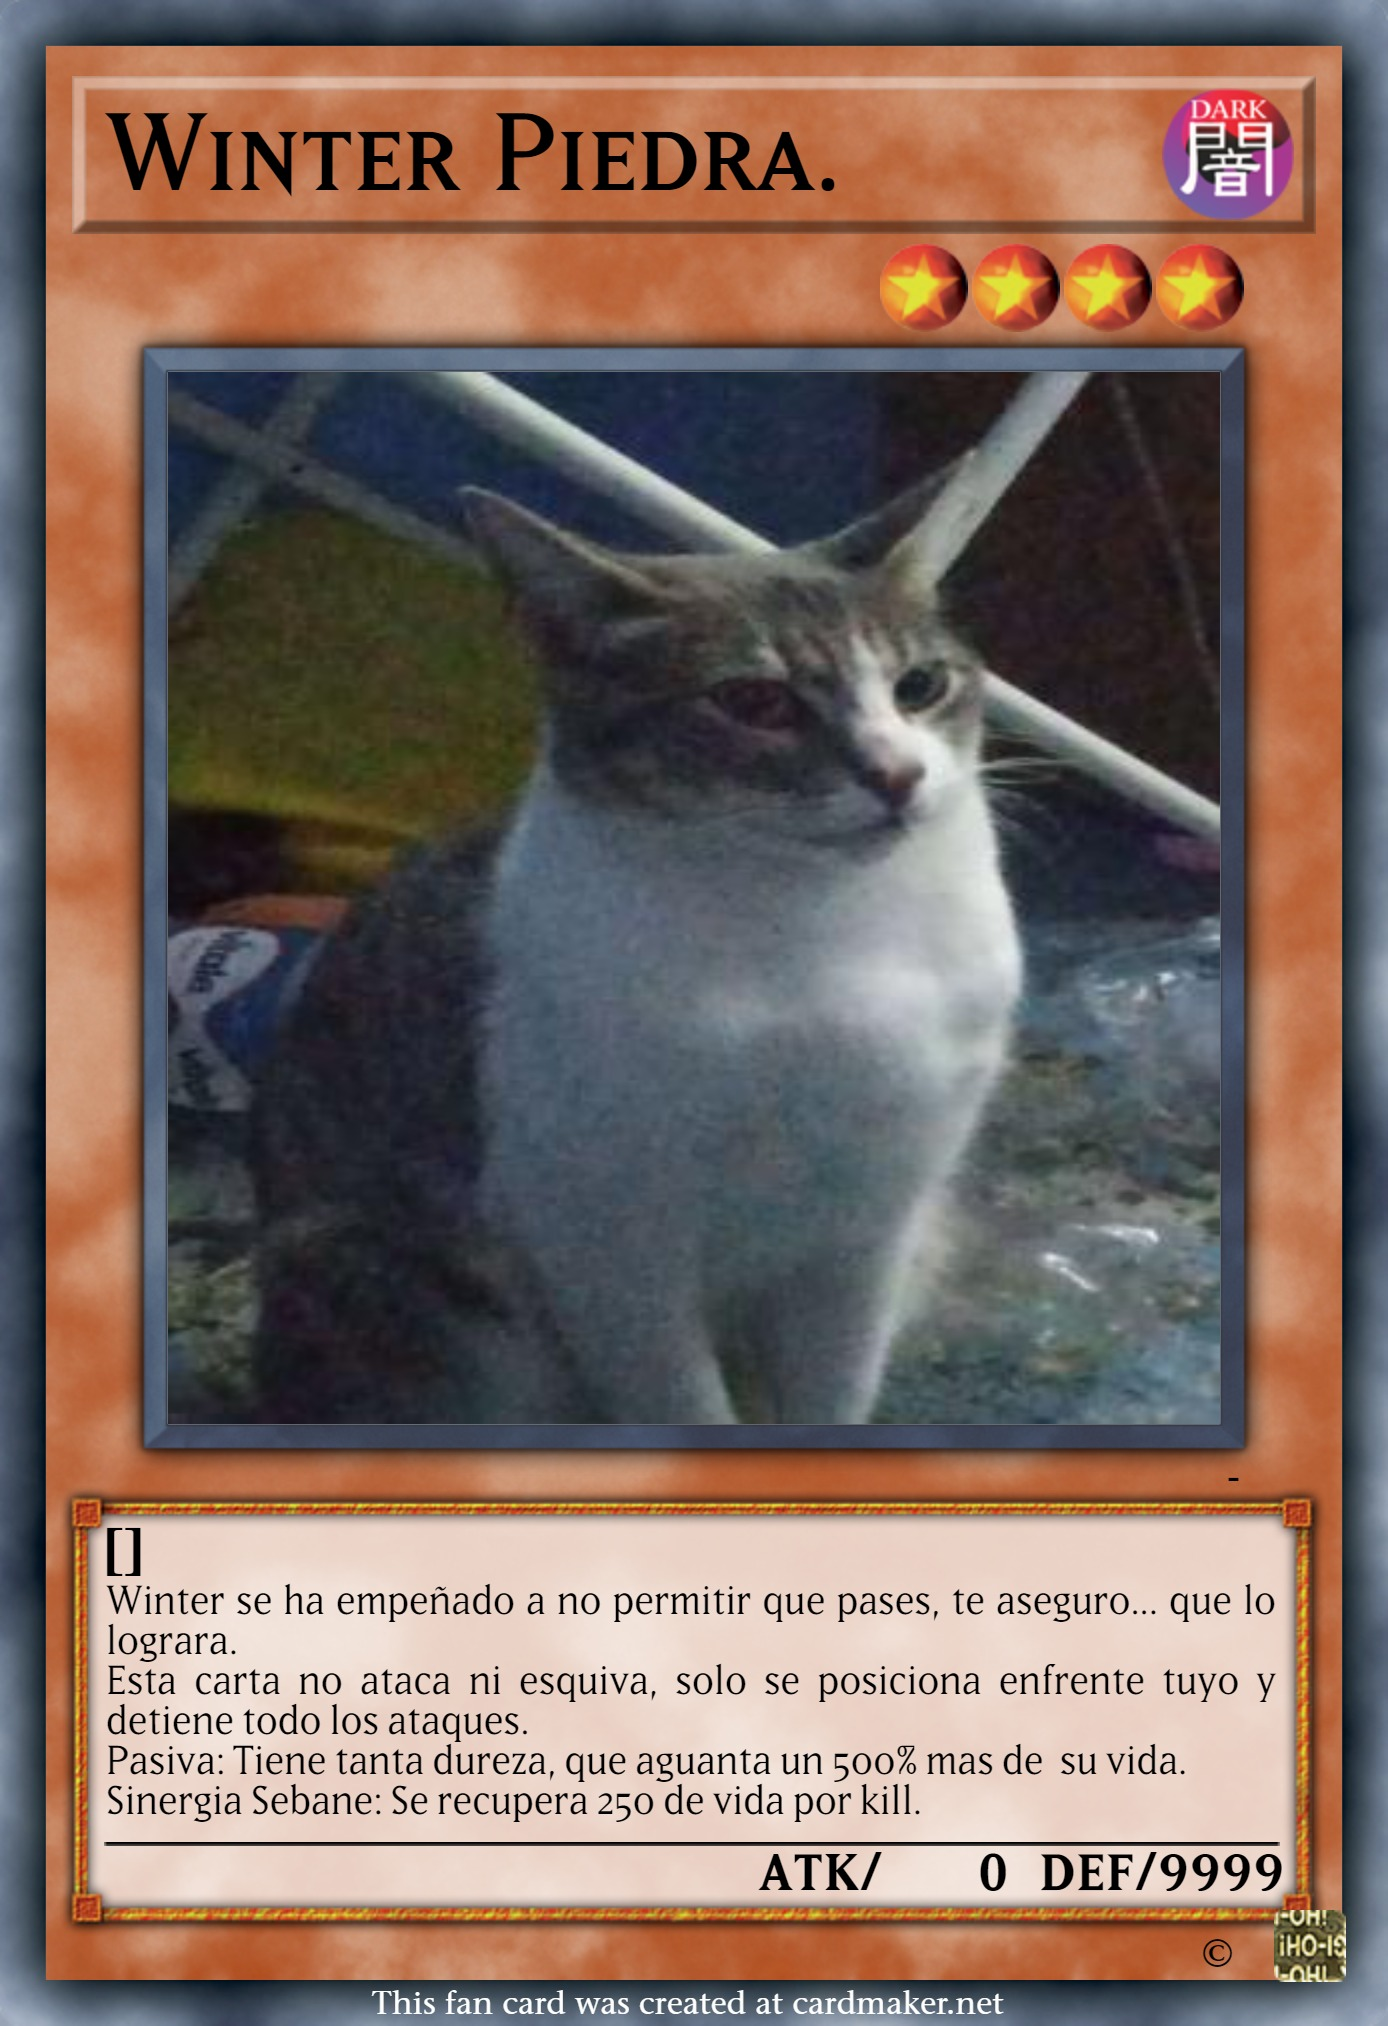 Winter Piedra.
DARK
闇
-
[]
Winter se ha empeñado a no permitir que pases, te aseguro... que lo
lograra.
Esta carta no ataca ni esquiva, solo se posiciona enfrente tuyo y
detiene todo los ataques.
Pasiva: Tiene tanta dureza, que aguanta un 500% mas de  su vida.
Sinergia Sebane: Se recupera 250 de vida por kill.
ATK/ 0 DEF/9999
©
This fan card was created at cardmaker.net